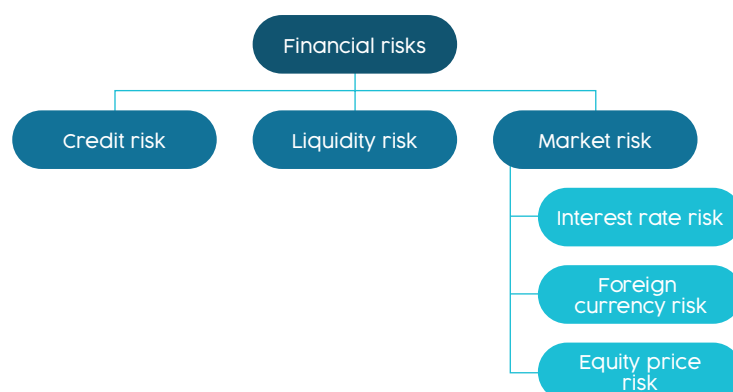 Financial risks
Credit risk
Liquidity risk
Market risk
Interest rate risk
Foreign
currency risk
Equity price
risk